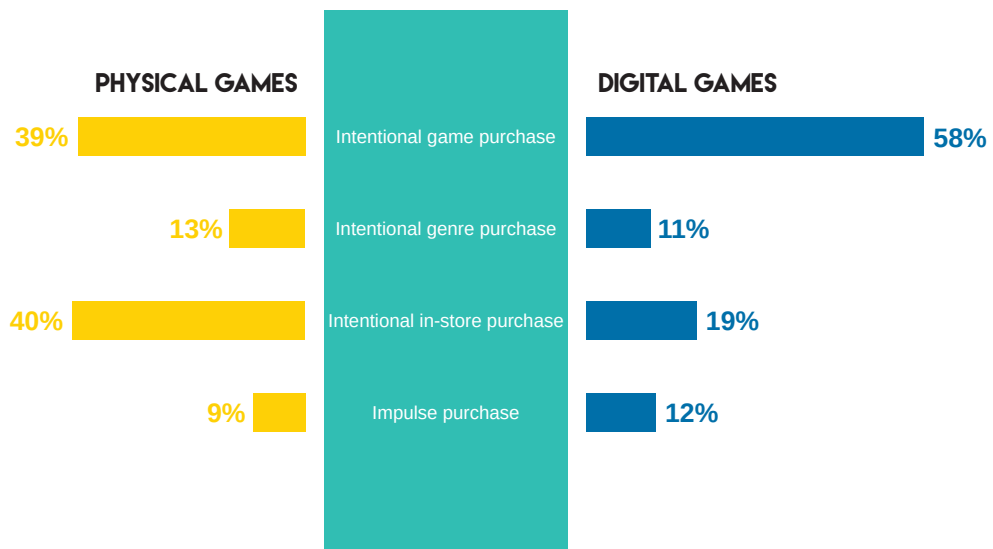 PHYSICAL GAMES
DIGITAL GAMES
39%
Intentional game purchase
58%
13%
Intentional genre purchase
11%
40%
Intentional in-store purchase
19%
9%
Impulse purchase
12%